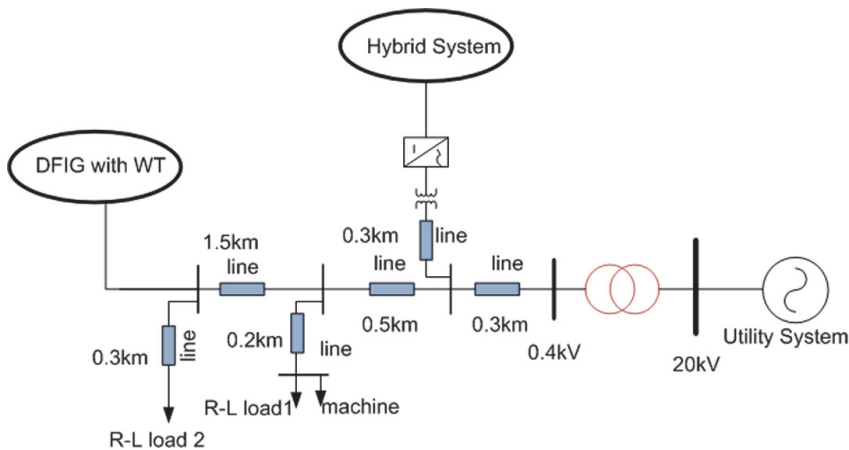 Hybrid System
DFIG with WT
1.5km
line
0.3km
line
line
line
0.5km
0.3km
0.4kV
20kV
Utility System
0.3km
line
R-L load 2
0.2km
line
R-L load1
machine